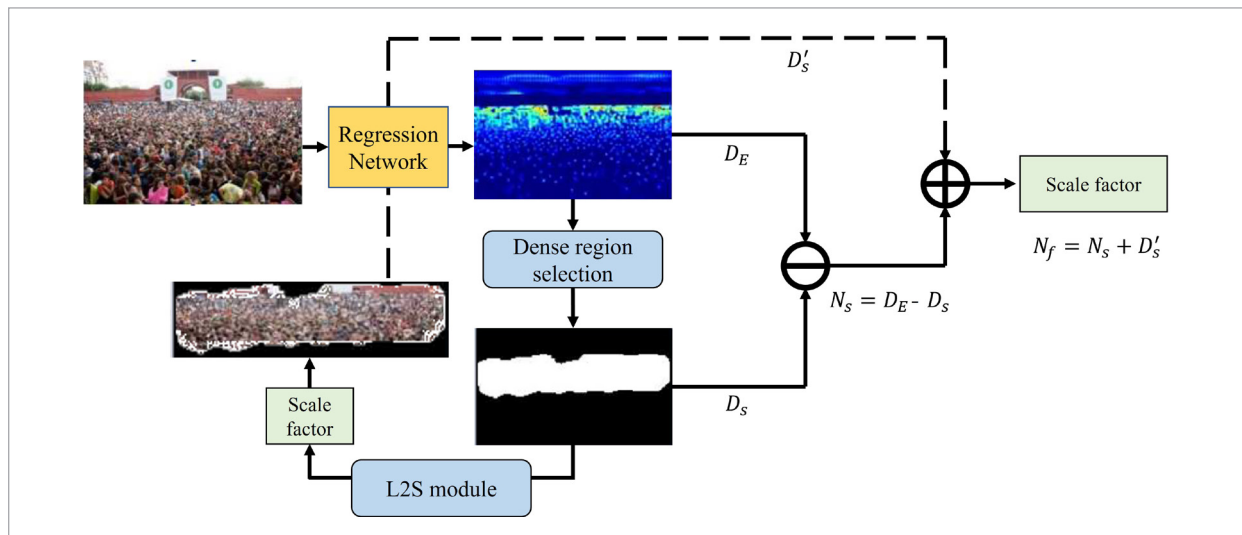 D′ₛ
Regression
Network
D_E
Scale factor
N_f = N_s + D′_s
Dense region
selection
N_s = D_E - D_s
Scale
factor
D_s
L2S module